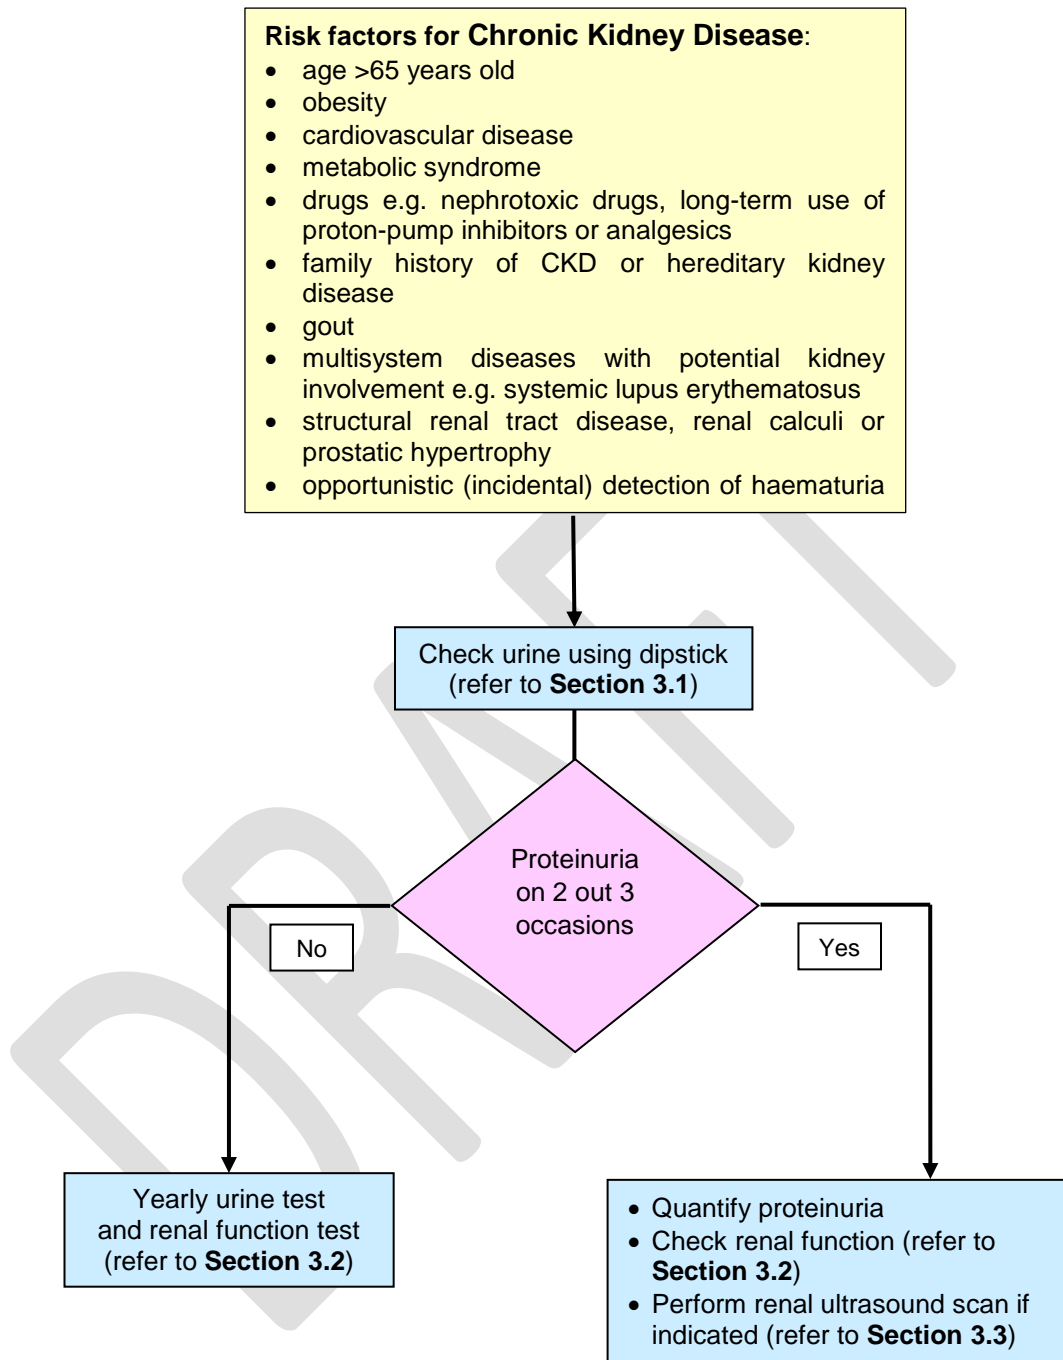 Risk factors for Chronic Kidney Disease:
• age >65 years old
• obesity
• cardiovascular disease
• metabolic syndrome
• drugs e.g. nephrotoxic drugs, long-term use of
proton-pump inhibitors or analgesics
• family history of CKD or hereditary kidney
disease
• gout
• multisystem diseases with potential kidney
involvement e.g. systemic lupus erythematosus
• structural renal tract disease, renal calculi or
prostatic hypertrophy
• opportunistic (incidental) detection of haematuria
Check urine using dipstick
(refer to Section 3.1)
Proteinuria
on 2 out 3
occasions
No
Yes
Yearly urine test
and renal function test
(refer to Section 3.2)
• Quantify proteinuria
• Check renal function (refer to
Section 3.2)
• Perform renal ultrasound scan if
indicated (refer to Section 3.3)
DRAFT